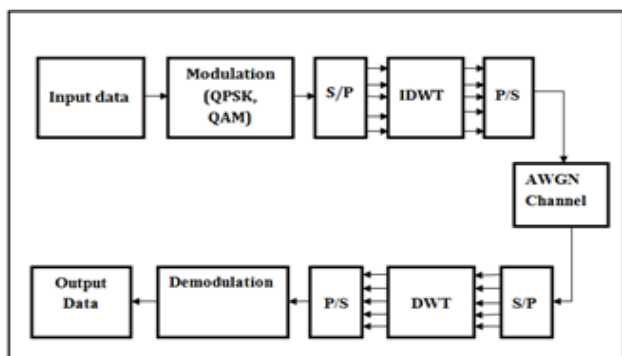 Input data
Modulation
(QPSK,
QAM)
S/P
IDWT
P/S
AWGN
Channel
Output
Data
Demodulation
P/S
DWT
S/P